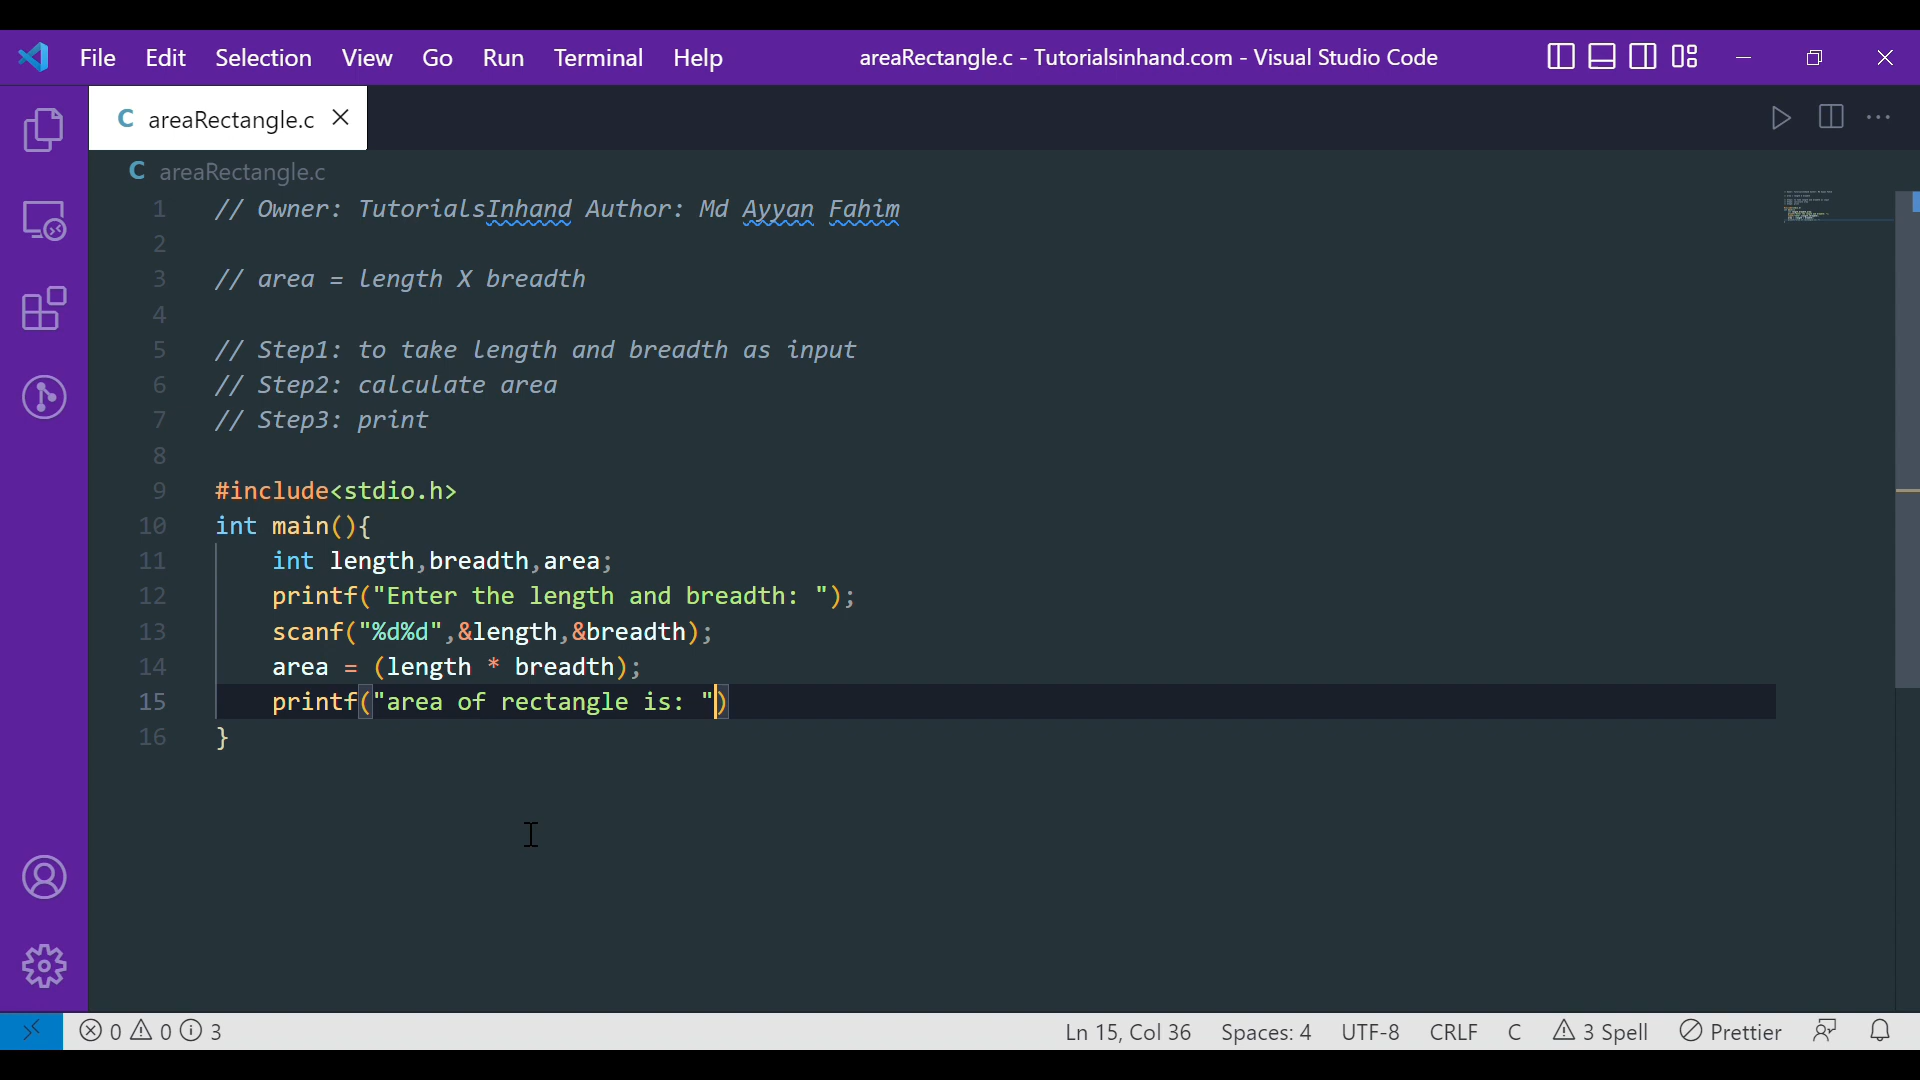 File Edit Selection View Go Run Terminal Help areaRectangle.c - Tutorialsinhand.com - Visual Studio Code
C areaRectangle.c
C areaRectangle.c
1 // Owner: TutorialsInhand Author: Md Ayyan Fahim
2
3 // area = length X breadth
4
5 // Step1: to take length and breadth as input
6 // Step2: calculate area
7 // Step3: print
8
9 #include<stdio.h>
10 int main(){
11 int length,breadth,area;
12 printf("Enter the length and breadth: ");
13 scanf("%d%d",&length,&breadth);
14 area = (length * breadth);
15 printf("area of rectangle is: ")
16 }
0 0 3 Ln 15, Col 36 Spaces: 4 UTF-8 CRLF C 3 Spell Prettier